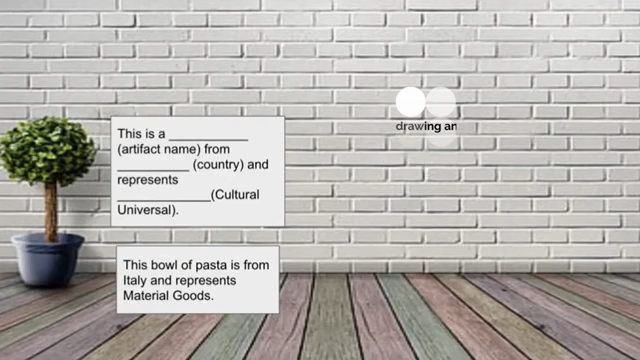 This is a ___________
(artifact name) from
__________ (country) and
represents
_____________(Cultural
Universal).
This bowl of pasta is from
Italy and represents
Material Goods.
drawing an